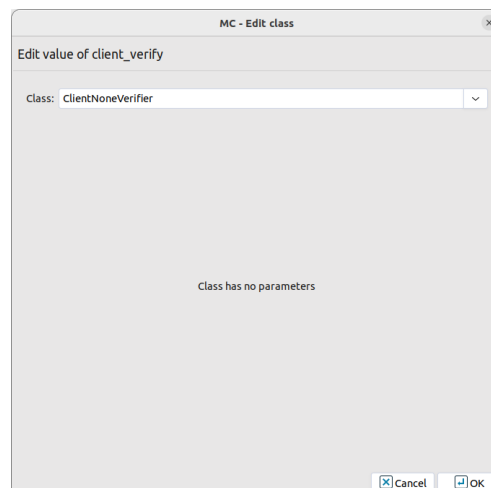 MC - Edit class
Edit value of client_verify
Class: ClientNoneVerifier
Class has no parameters
Cancel OK